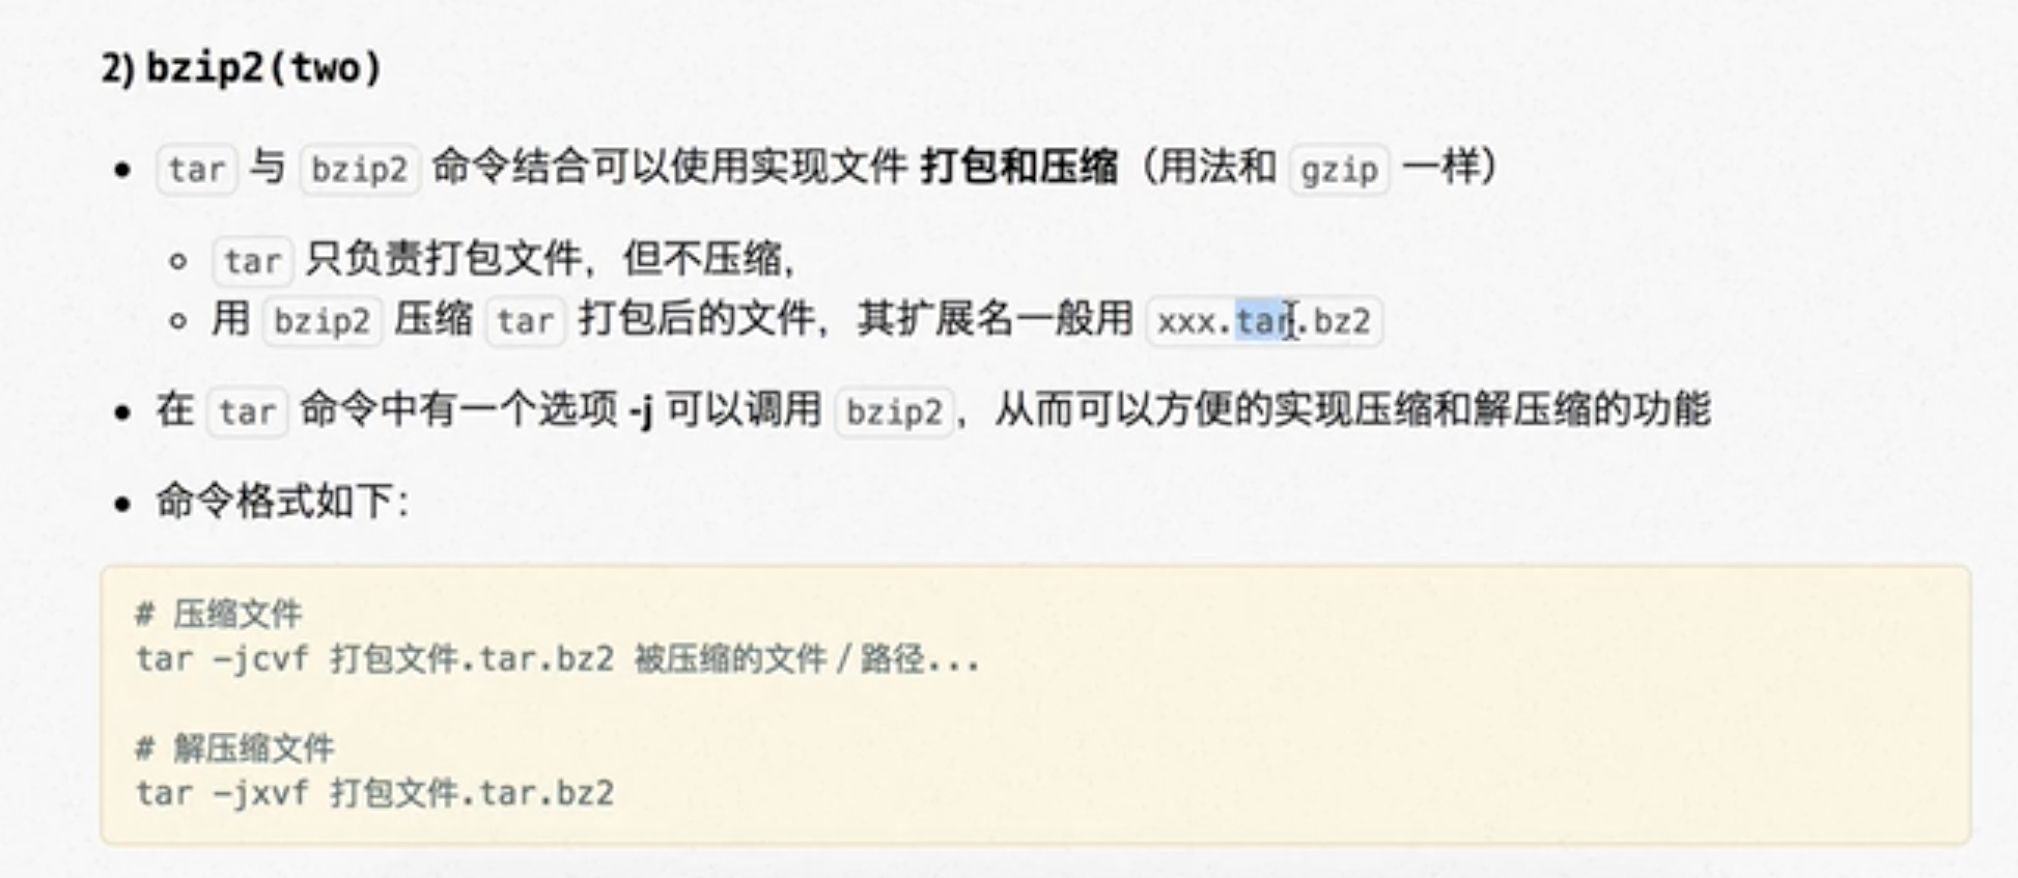 2) bzip2(two)
tar 与 bzip2 命令结合可以使用实现文件 打包和压缩（用法和 gzip 一样）
tar 只负责打包文件，但不压缩，
用 bzip2 压缩 tar 打包后的文件，其扩展名一般用 xxx.tar.bz2
在 tar 命令中有一个选项 -j 可以调用 bzip2，从而可以方便的实现压缩和解压缩的功能
命令格式如下：
# 压缩文件
tar -jcvf 打包文件.tar.bz2 被压缩的文件/路径...
# 解压缩文件
tar -jxvf 打包文件.tar.bz2